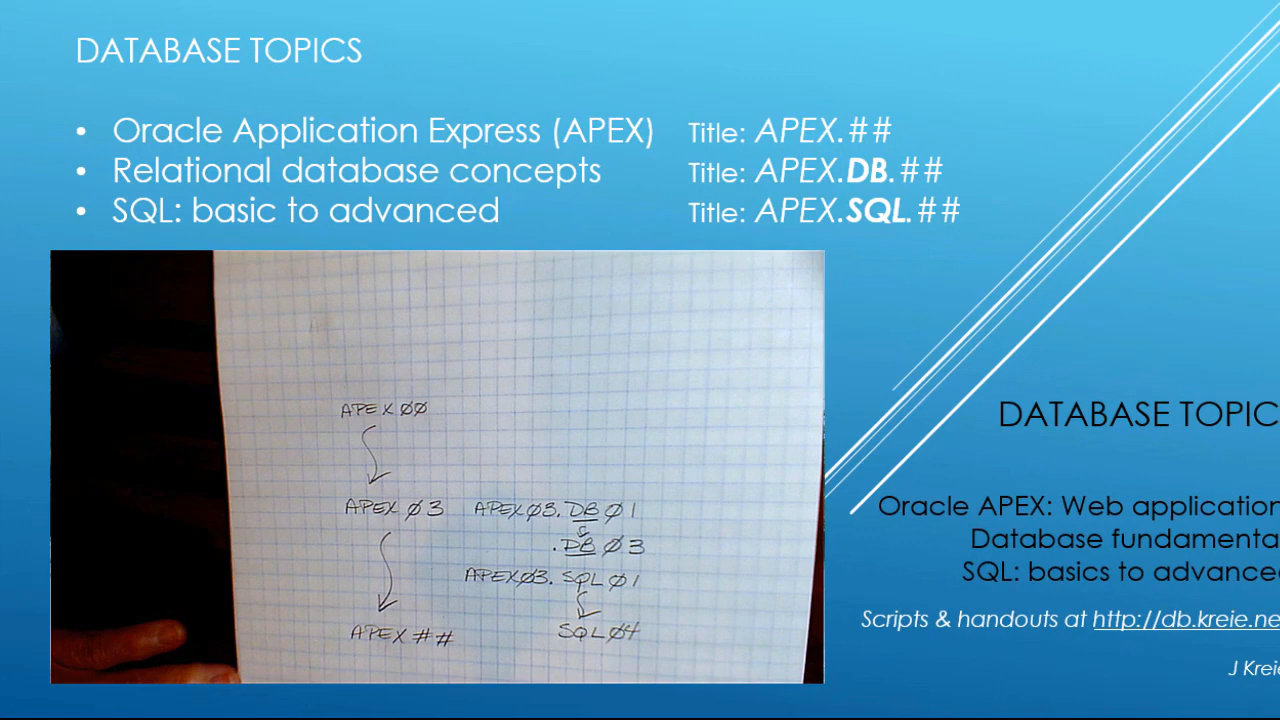 DATABASE TOPICS
• Oracle Application Express (APEX) Title: APEX.##
• Relational database concepts Title: APEX.DB.##
• SQL: basic to advanced Title: APEX.SQL.##
APEX ØØ
APEX Ø3 APEXØ3.DBØ1
.DBØ3
APEXØ3.SQLØ1
APEX ## SQLØ4
DATABASE TOPIC
Oracle APEX: Web application
Database fundamenta
SQL: basics to advance
Scripts & handouts at http://db.kreie.ne
J Kreie